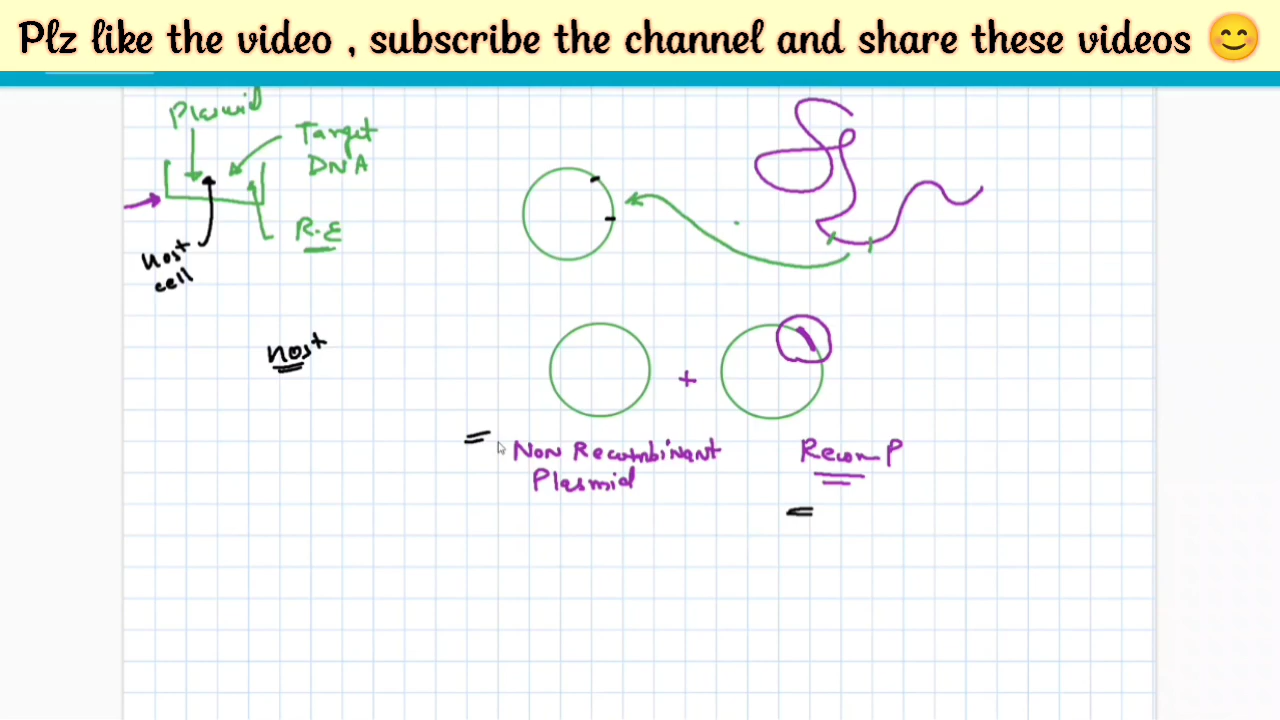 Plz like the video , subscribe the channel and share these videos 😊
Plasmid
Target
DNA
R.E
Host
cell
Host
+
Non Recombinant
Plasmid
Recom P